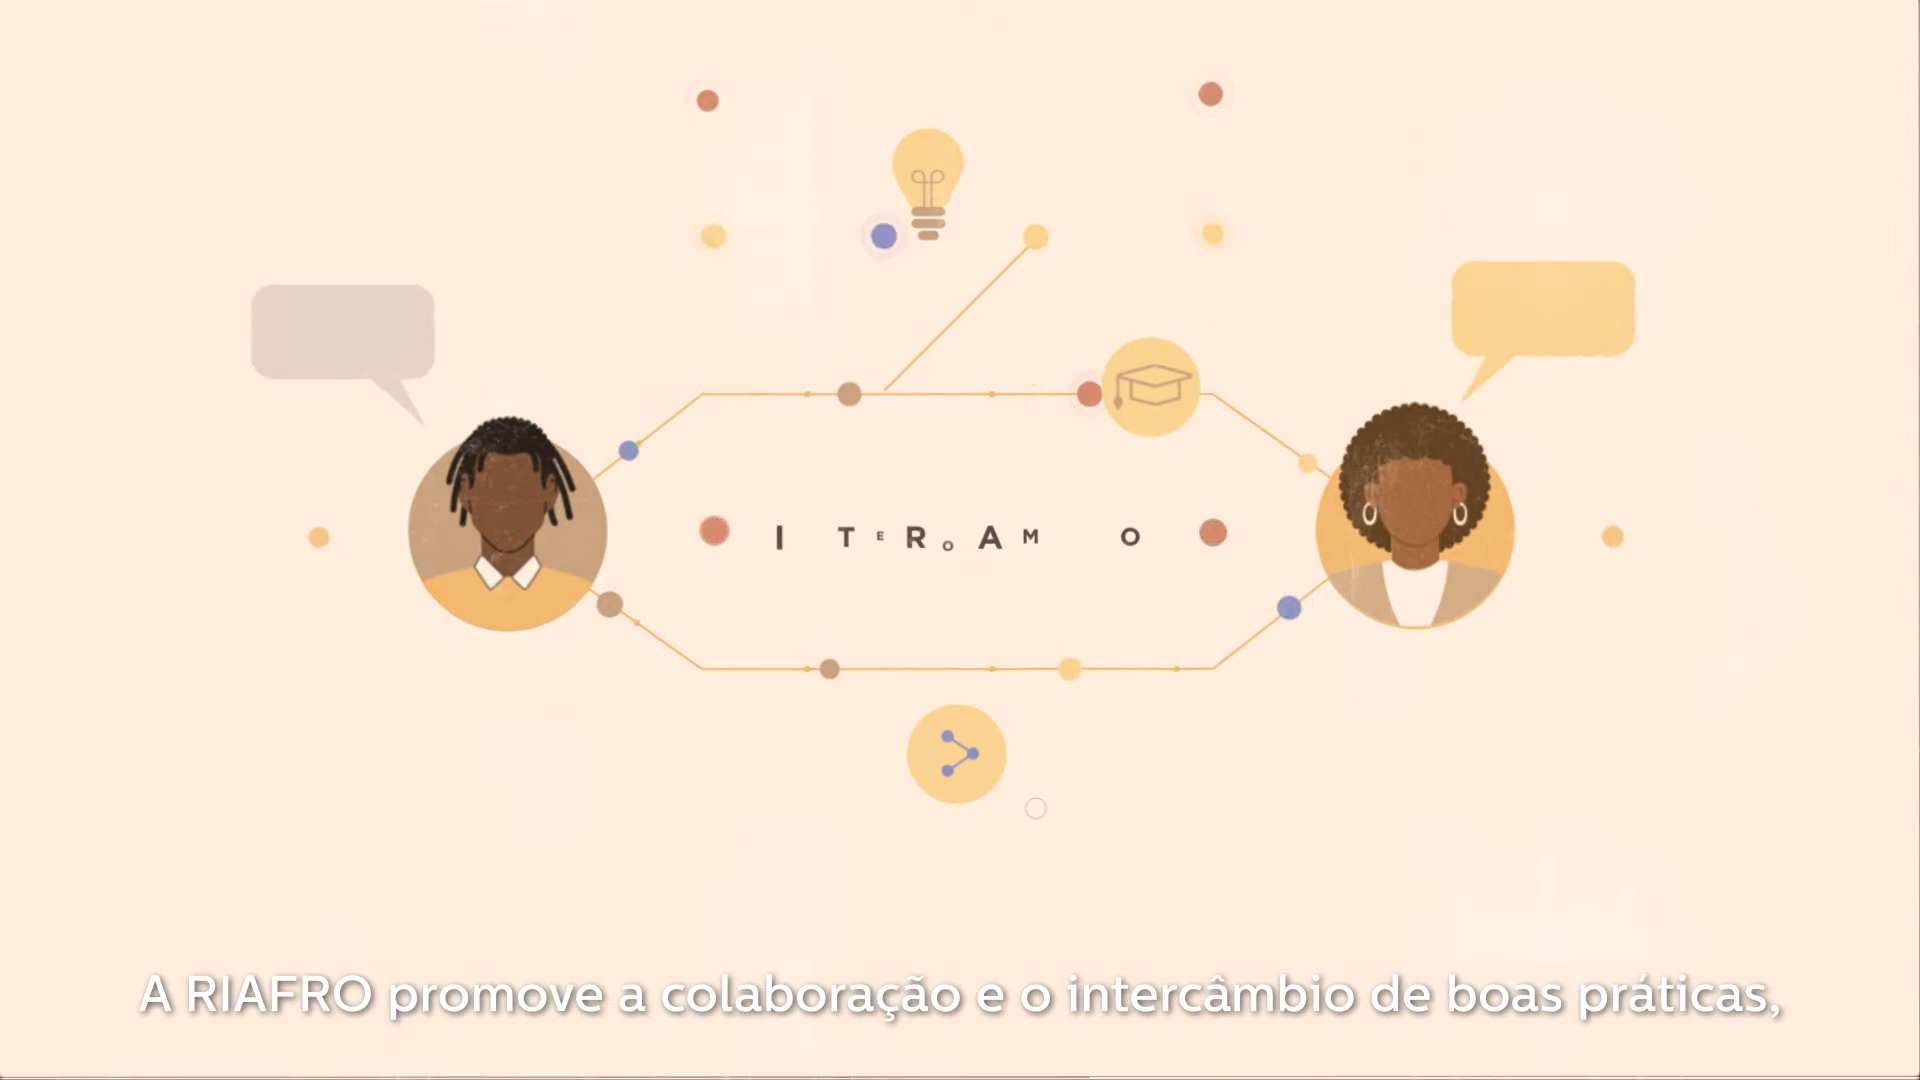 I T E R O A M O
A RIAFRO promove a colaboração e o intercâmbio de boas práticas,